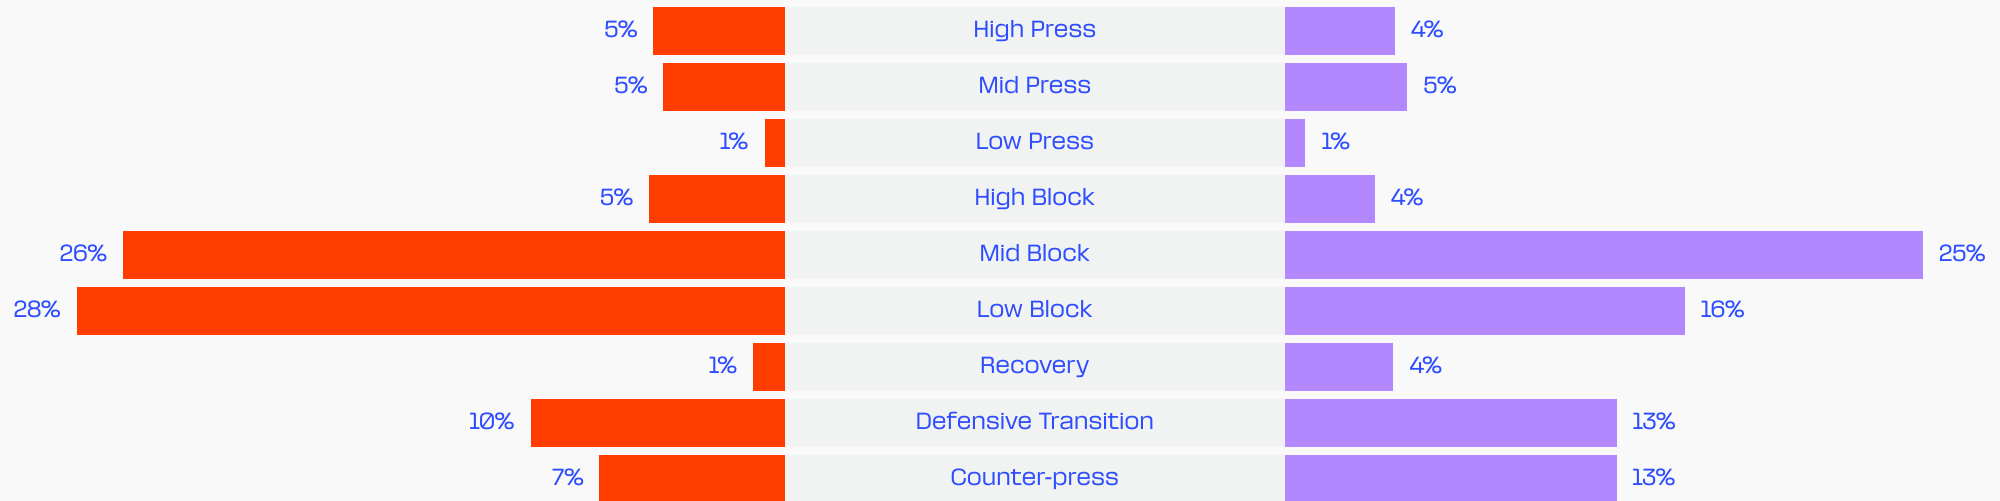 5% High Press 4%
5% Mid Press 5%
1% Low Press 1%
5% High Block 4%
26% Mid Block 25%
28% Low Block 16%
1% Recovery 4%
10% Defensive Transition 13%
7% Counter-press 13%